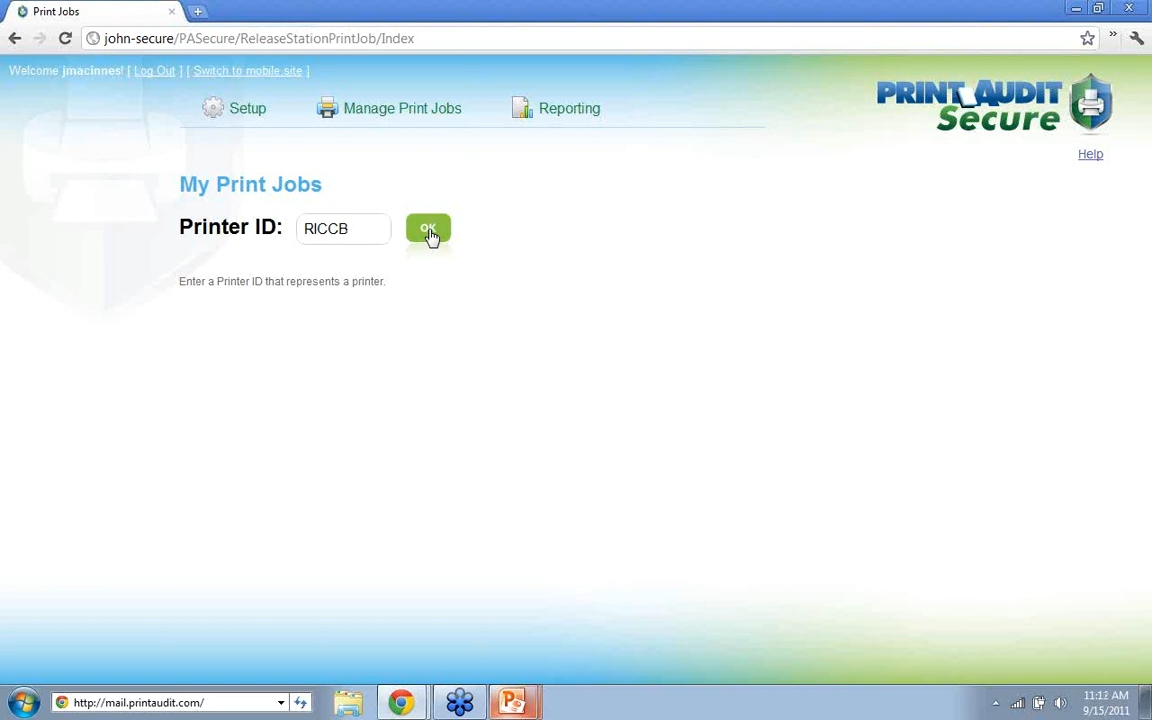 Print Jobs
john-secure/PASecure/ReleaseStationPrintJob/Index
Welcome jmacinnes! [ Log Out ] [ Switch to mobile site ]
Setup
Manage Print Jobs
Reporting
PRINT AUDIT
Secure
Help
My Print Jobs
Printer ID:
RICCB
OK
Enter a Printer ID that represents a printer.
http://mail.printaudit.com/
11:12 AM
9/15/2011